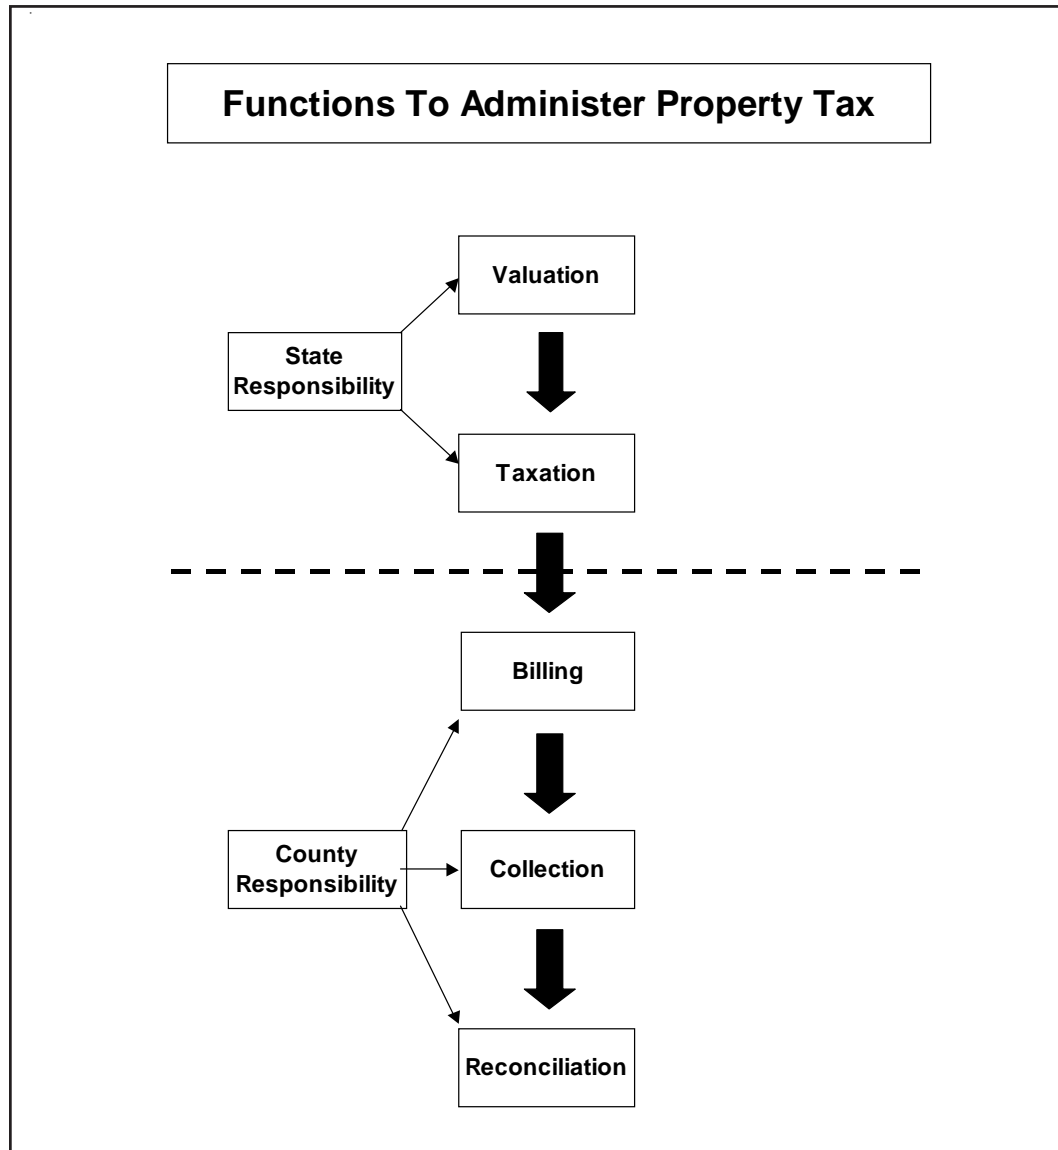 Functions To Administer Property Tax
Valuation
State
Responsibility
Taxation
Billing
County
Responsibility
Collection
Reconciliation